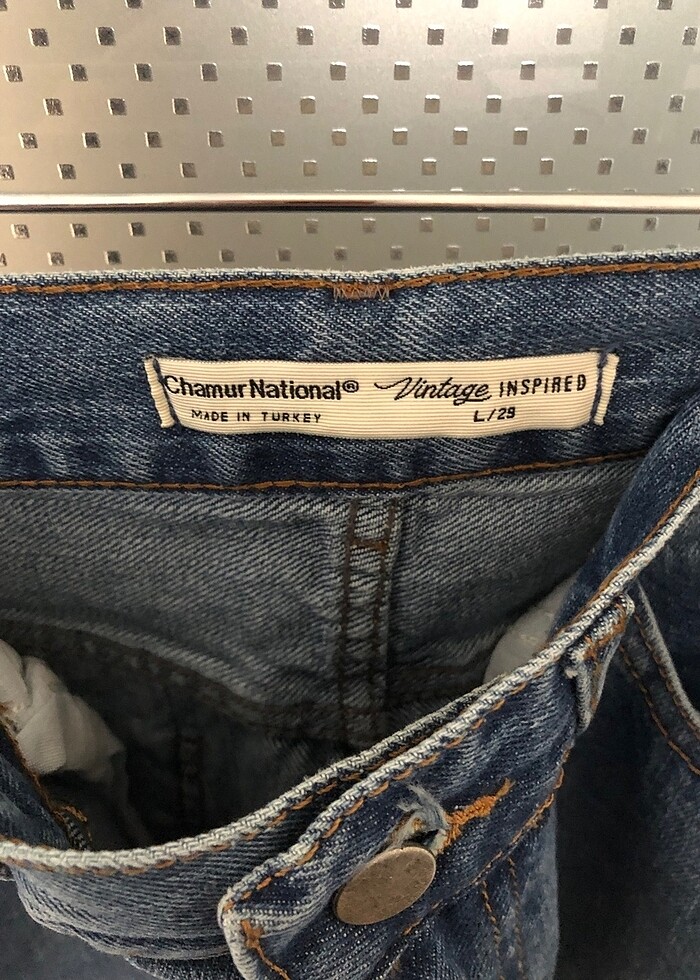 ChamurNational® Vintage INSPIRED
MADE IN TURKEY L/29